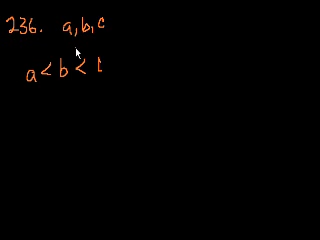 236. a, b, c
a < b <